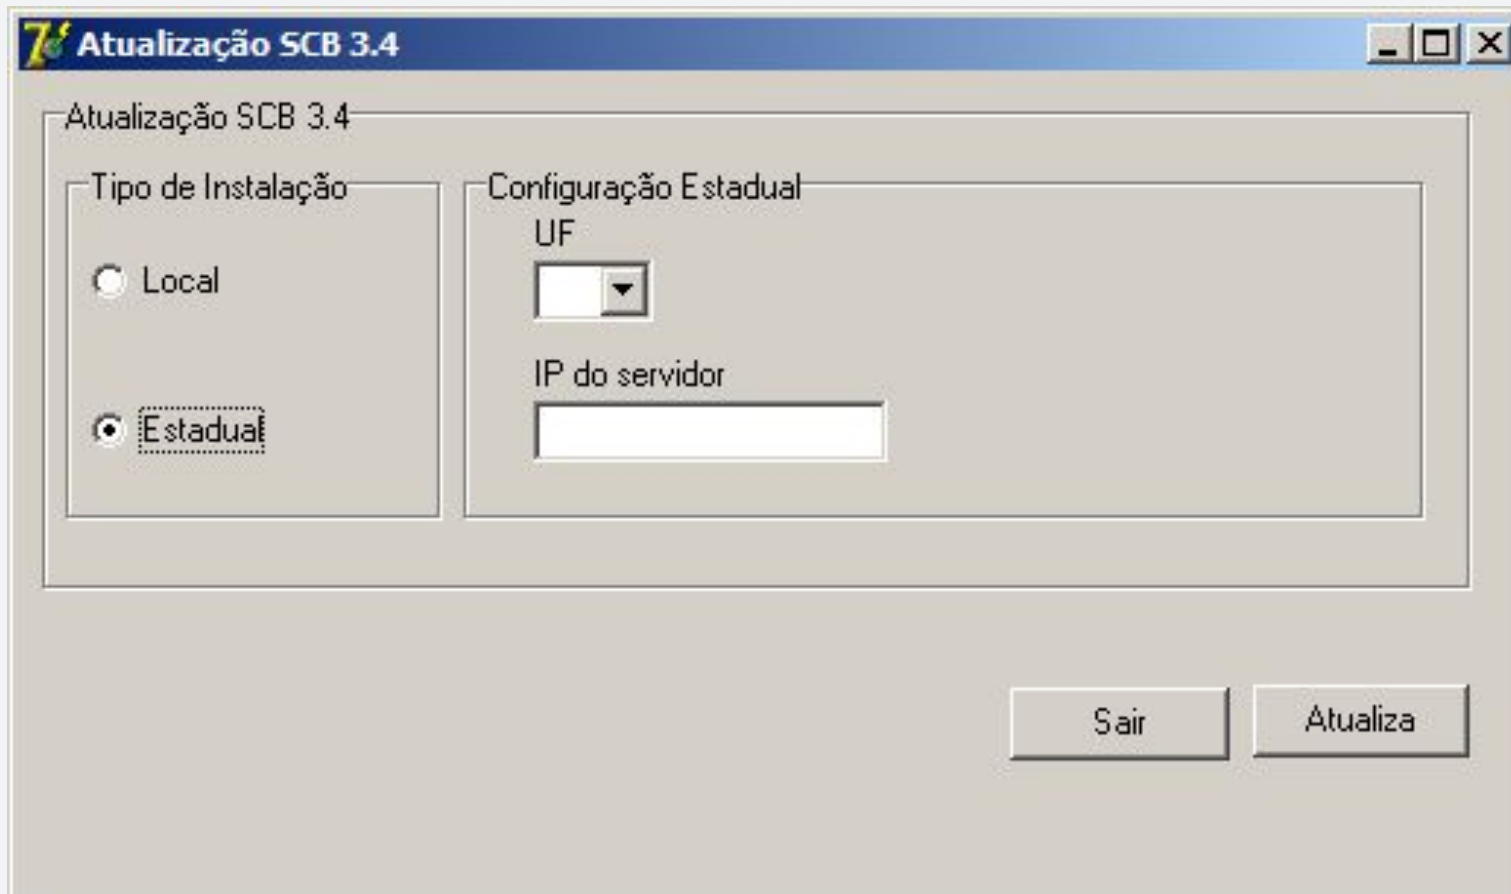 Atualização SCB 3.4
Atualização SCB 3.4
Tipo de Instalação
Local
Estadual
Configuração Estadual
UF
IP do servidor
Sair
Atualiza